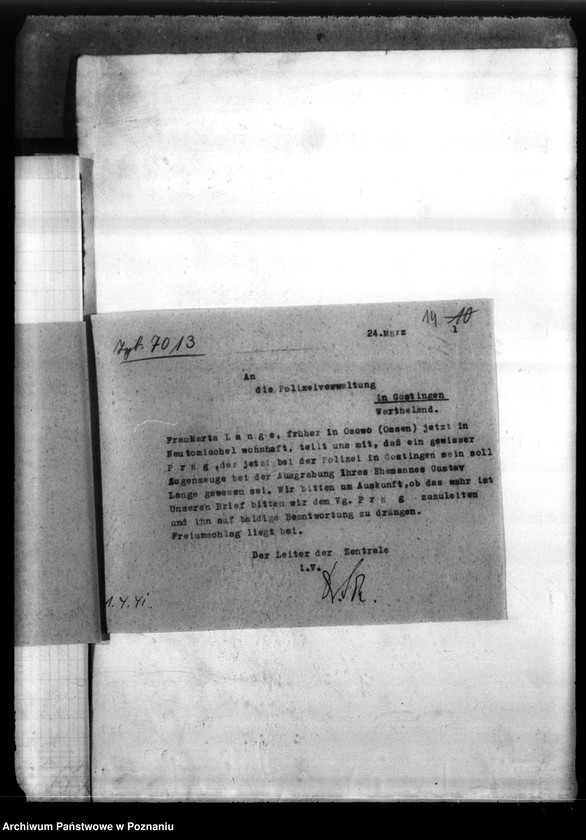 14 10
24.März 1
Tgb. 7013
An
die Polizeiverwaltung
in Gostingen
Wartheland.
FrauMarta L a n g e, früher in Osowo (Ossen) jetzt in
Neutomischel wohnhaft, teilt uns mit, daß ein gewisser
P r k g ,der jetzt bei der Polizei in Gostingen sein soll
Augenzeuge bei der Ausgrabung ihres Ehemannes Gustav
Lange gewesen sei. Wir bitten um Auskunft,ob das wahr ist
Unseren Brief bitten wir dem Vg. P r k g zuzuleiten
und ihn auf baldige Beantwortung zu drängen.
Freiumschlag liegt bei.
Der Leiter der Zentrale
i.V.
1.4.41.
Archiwum Państwowe w Poznaniu